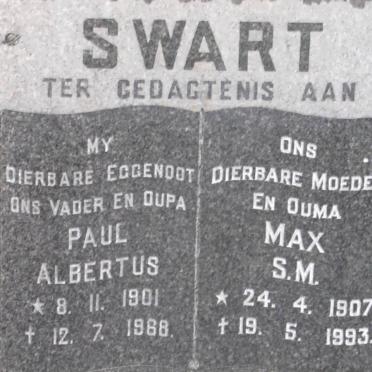 SWART
TER GEDAGTENIS AAN
MY
DIERBARE EGGENOOT
ONS VADER EN OUPA
PAUL
ALBERTUS
★ 8. 11. 1901
† 12. 7. 1988.
ONS
DIERBARE MOEDE
EN OUMA
MAX
S.M.
★ 24. 4. 1907
† 19. 5. 1993.